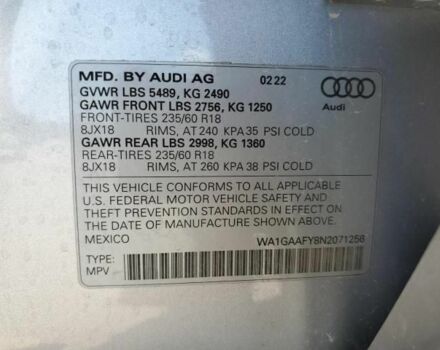 MFD. BY AUDI AG 02 22
GVWR LBS 5489, KG 2490
GAWR FRONT LBS 2756, KG 1250
FRONT-TIRES 235/60 R18
8JX18 RIMS, AT 240 KPA 35 PSI COLD
GAWR REAR LBS 2998, KG 1360
REAR-TIRES 235/60 R18
8JX18 RIMS, AT 260 KPA 38 PSI COLD
Audi
THIS VEHICLE CONFORMS TO ALL APPLICABLE
U.S. FEDERAL MOTOR VEHICLE SAFETY AND
THEFT PREVENTION STANDARDS IN EFFECT ON
THE DATE OF MANUFACTURE SHOWN ABOVE.
MEXICO WA1GAAFY8N2071256
TYPE:
MPV